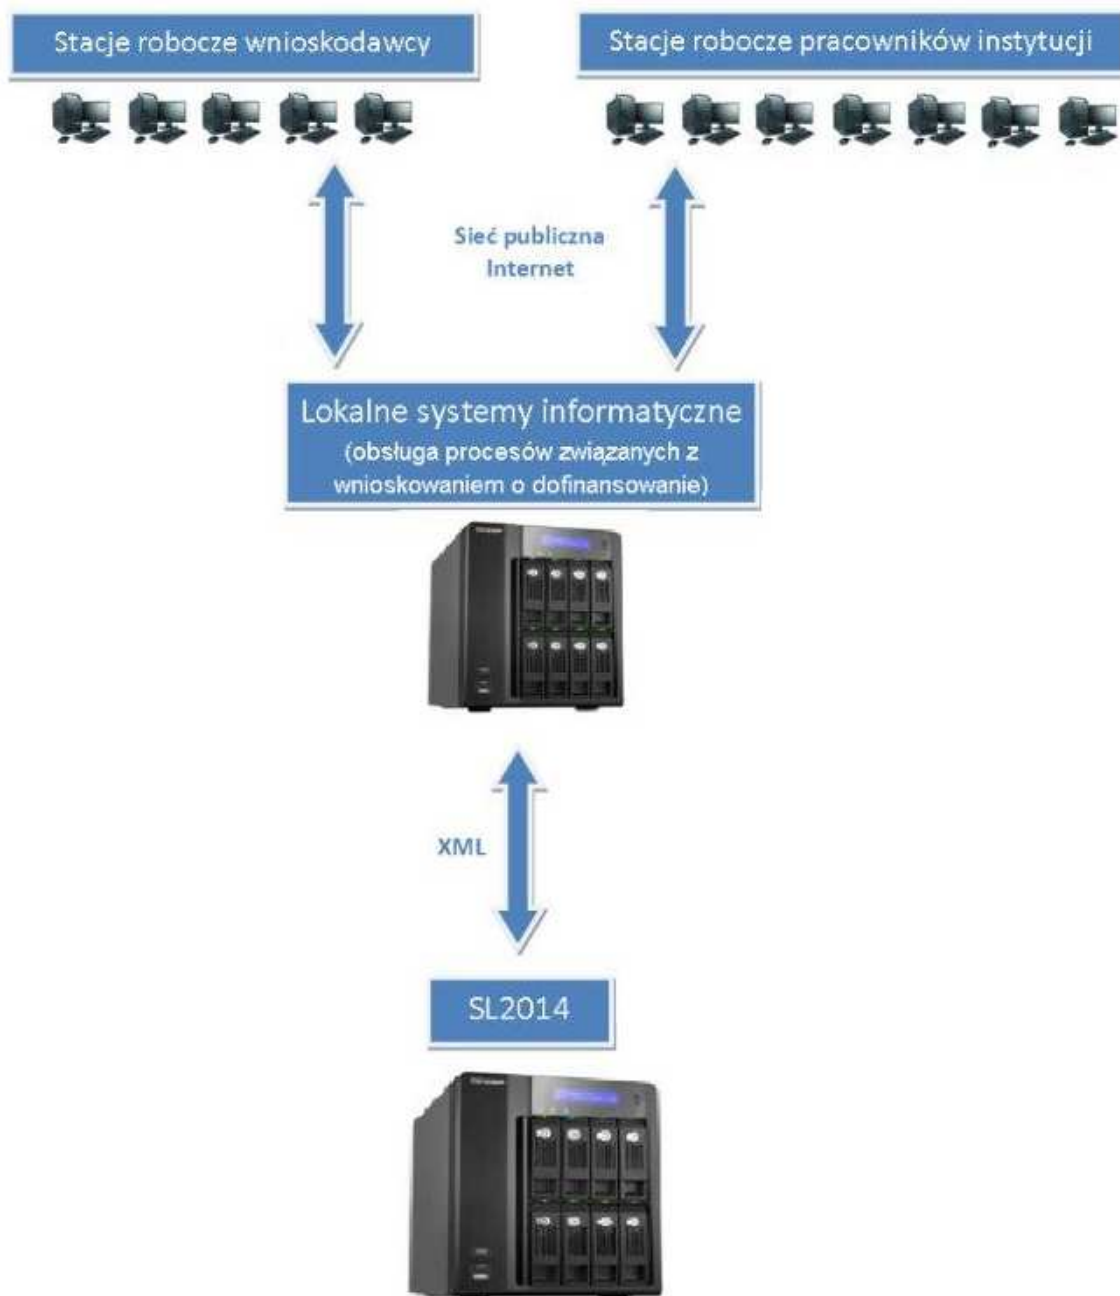 Stacje robocze wnioskodawcy
Stacje robocze pracowników instytucji
Sieć publiczna
Internet
Lokalne systemy informatyczne
(obsługa procesów związanych z
wnioskowaniem o dofinansowanie)
XML
SL2014